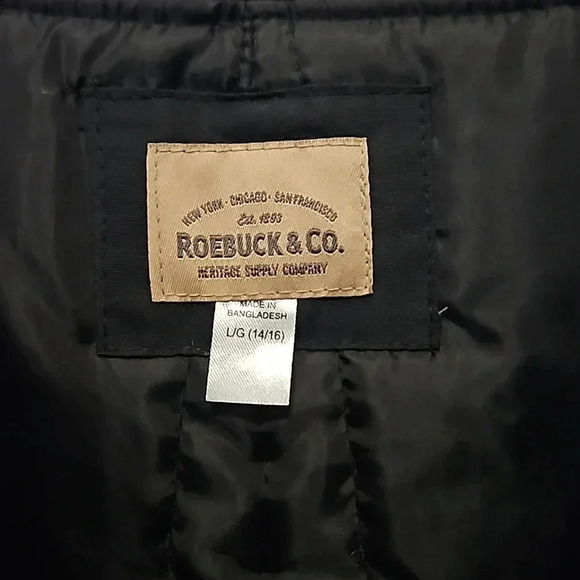 NEW YORK · CHICAGO · SAN FRANCISCO
Est. 1893
ROEBUCK & CO.
HERITAGE SUPPLY COMPANY
MADE IN
BANGLADESH
L/G (14/16)